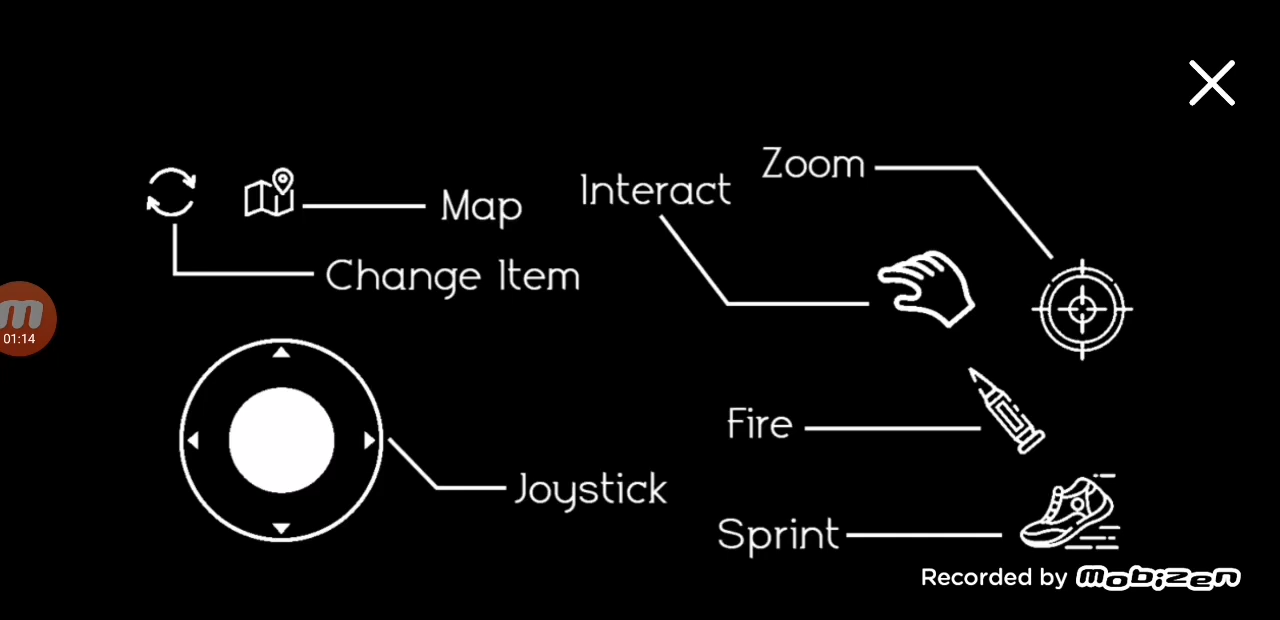 Zoom
Interact
Map
Change Item
m
01:14
Fire
Joystick
Sprint
Recorded by mobizen